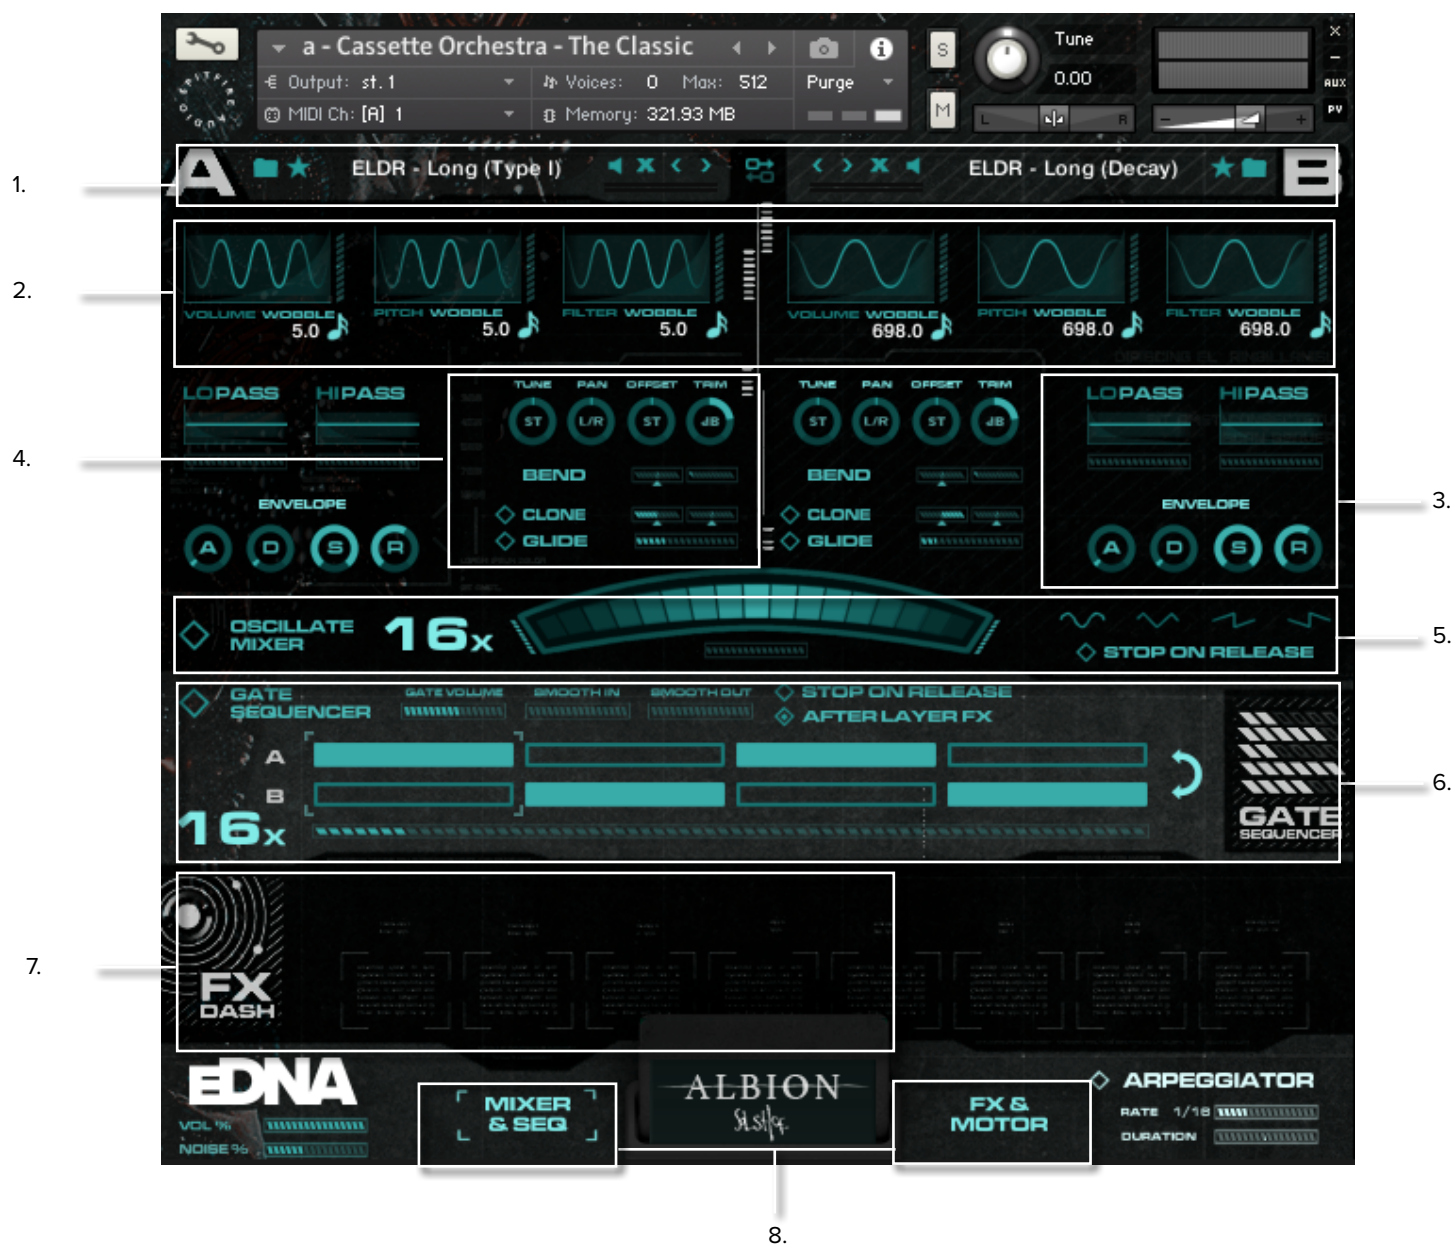 a - Cassette Orchestra - The Classic
Output: st. 1
Voices: 0 Max: 512
Purge
MIDI Ch: [A] 1
Memory: 321.93 MB
S
M
Tune
0.00
L
R
AUX
PV
1.
A
ELDR - Long (Type I)
ELDR - Long (Decay)
B
2.
VOLUME WOBBLE
5.0
PITCH WOBBLE
5.0
FILTER WOBBLE
5.0
VOLUME WOBBLE
698.0
PITCH WOBBLE
698.0
FILTER WOBBLE
698.0
LOPASS
HIPASS
TUNE PAN OFFSET TRIM
TUNE PAN OFFSET TRIM
LOPASS
HIPASS
ST L/R ST dB
ST L/R ST dB
4.
BEND
BEND
3.
ENVELOPE
CLONE
CLONE
ENVELOPE
GLIDE
GLIDE
A D S R
A D S R
OSCILLATE
MIXER
16x
STOP ON RELEASE
5.
GATE
SEQUENCER
GATE VOLUME
SMOOTH IN
SMOOTH OUT
STOP ON RELEASE
AFTER LAYER FX
A
B
16x
GATE
SEQUENCER
6.
7.
FX
DASH
eDNA
VOL %
NOISE %
MIXER
& SEQ
ALBION
FX &
MOTOR
ARPEGGIATOR
RATE 1/16
DURATION
8.